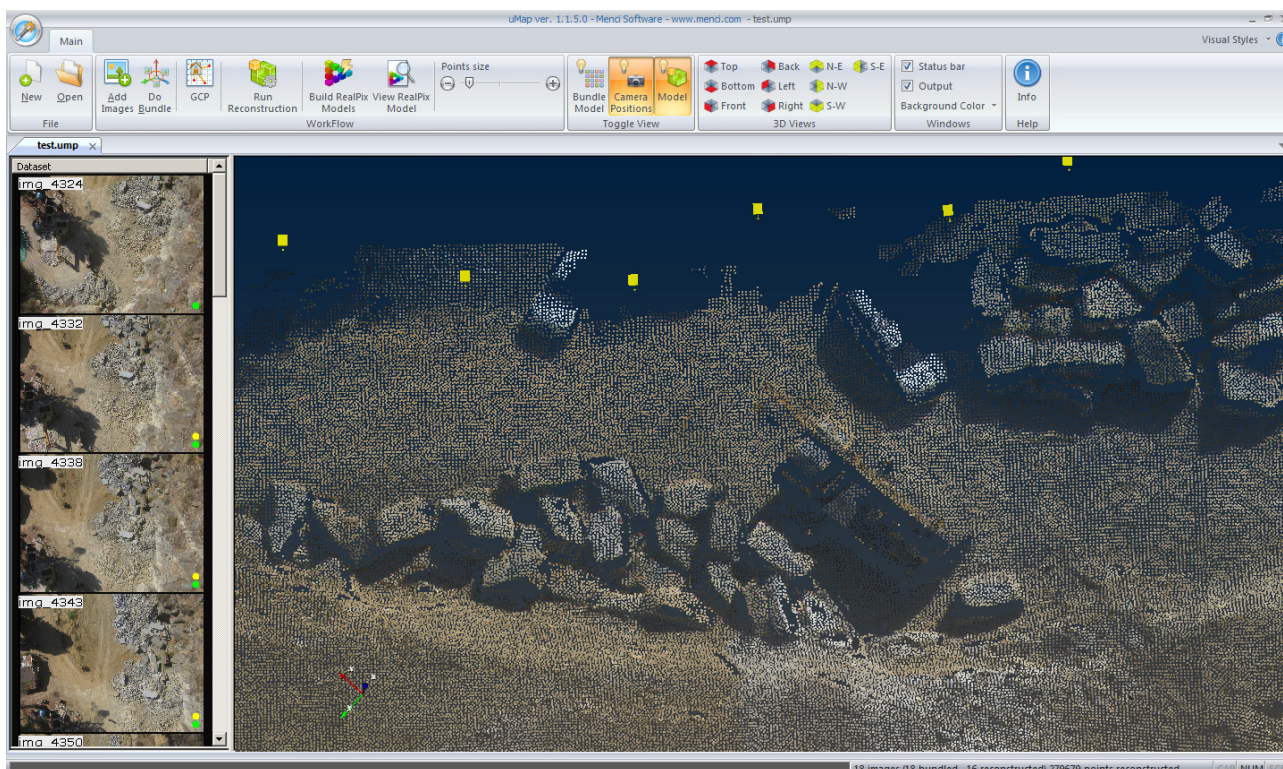 uMap ver. 1.1.5.0 - Menci Software - www.menci.com - test.ump
Main
Visual Styles
New
Open
File
Add Images
Do Bundle
GCP
Run Reconstruction
Build RealPix Models
View RealPix Model
Points size
WorkFlow
Bundle Model
Camera Positions
Model
Toggle View
Top
Back
N-E
S-E
Bottom
Left
N-W
Front
Right
S-W
3D Views
Status bar
Output
Background Color
Windows
Info
Help
test.ump
Dataset
img_4324
img_4332
img_4338
img_4343
img_4350
18 images (18 bundled - 16 reconstructed) 279679 points reconstructed
CAP NUM